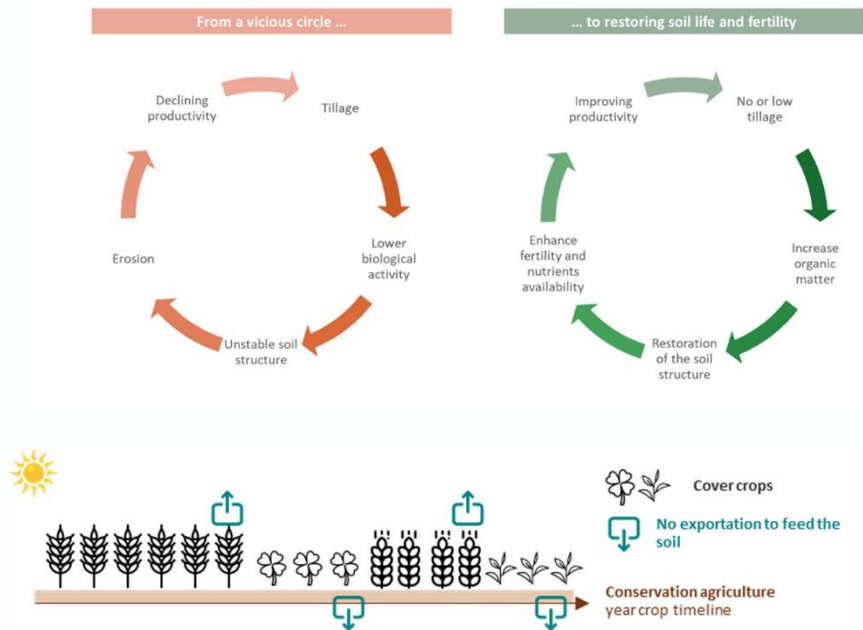 From a vicious circle ...
... to restoring soil life and fertility
Declining
productivity
Tillage
Lower
biological
activity
Unstable soil
structure
Erosion
Improving
productivity
No or low
tillage
Increase
organic
matter
Restoration
of the soil
structure
Enhance
fertility and
nutrients
availability
Cover crops
No exportation to feed the
soil
Conservation agriculture
year crop timeline